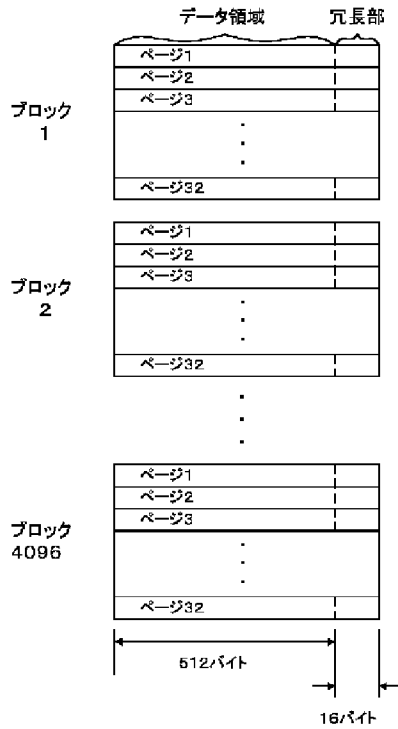 データ領域 冗長部
ブロック
1
ページ1
ページ2
ページ3
ページ32
ブロック
2
ページ1
ページ2
ページ3
ページ32
ブロック
4096
ページ1
ページ2
ページ3
ページ32
512バイト
16バイト